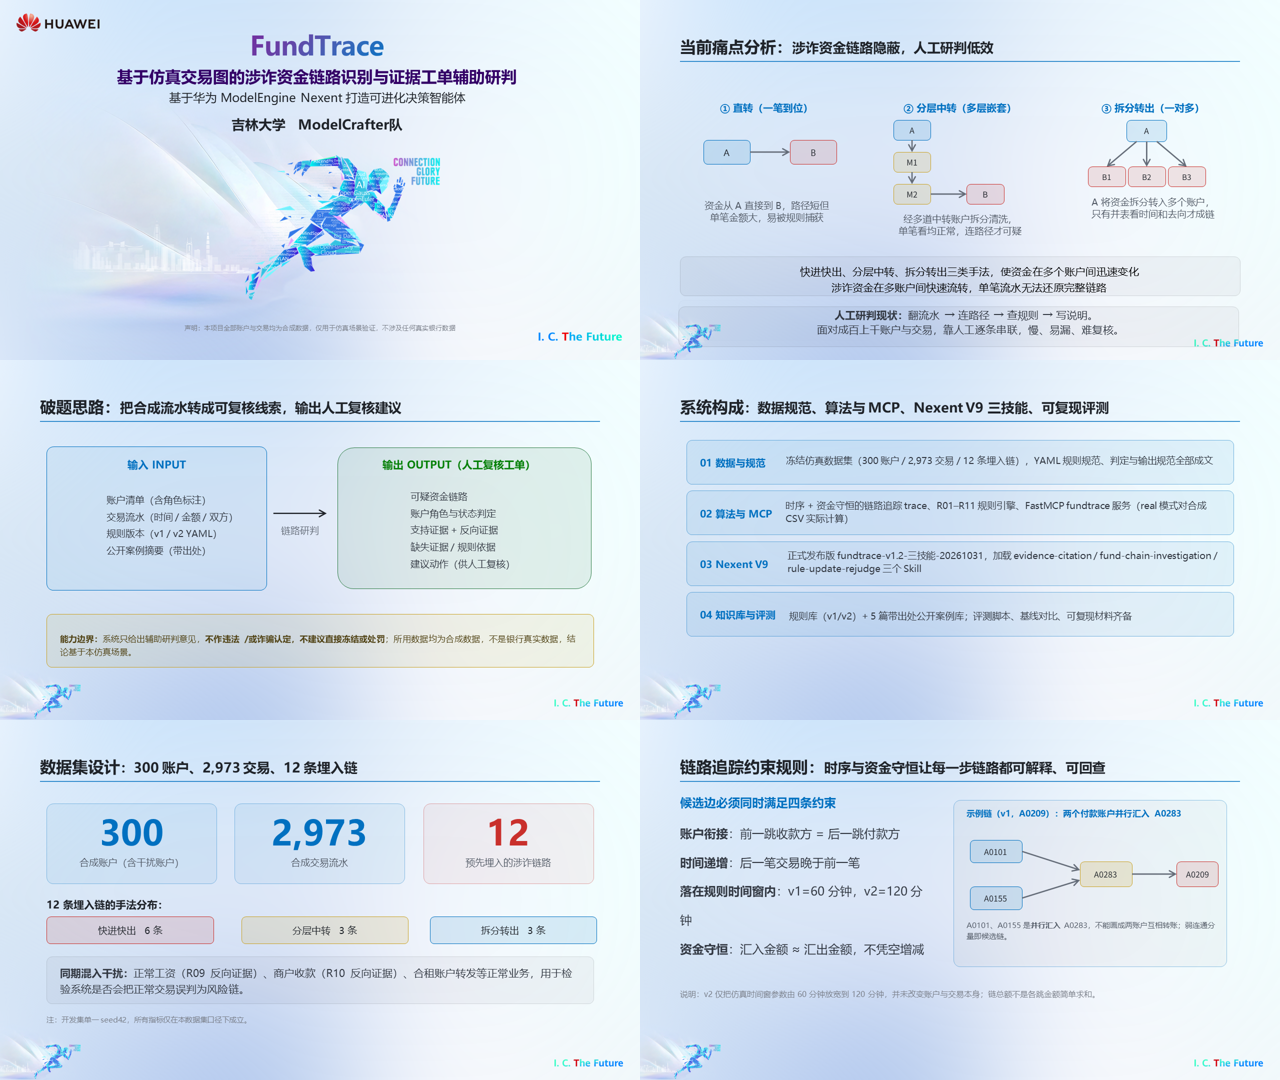 HUAWEI
FundTrace
基于仿真交易图的涉诈资金链路识别与证据工单辅助研判
基于华为 ModelEngine Nexent 打造可进化决策智能体
吉林大学 ModelCrafter队
CONNECTION
GLORY
FUTURE
声明：本项目全部账户与交易均为合成数据，仅用于仿真场景验证，不涉及任何真实银行数据
I. C. The Future
当前痛点分析：涉诈资金链路隐蔽，人工研判低效
① 直转（一笔到位）
A
B
资金从 A 直接到 B，路径短但
单笔金额大，易被规则捕获
② 分层中转（多层嵌套）
A
M1
M2
B
经多道中转账户拆分清洗，
单笔看均正常，连路径才可疑
③ 拆分转出（一对多）
A
B1
B2
B3
A 将资金拆分转入多个账户，
只有并表看时间和去向才成链
快进快出、分层中转、拆分转出三类手法，使资金在多个账户间迅速变化
涉诈资金在多账户间快速流转，单笔流水无法还原完整链路
人工研判现状：翻流水 → 连路径 → 查规则 → 写说明。
面对成百上千账户与交易，靠人工逐条串联，慢、易漏、难复核。
I. C. The Future
破题思路：把合成流水转成可复核线索，输出人工复核建议
输入 INPUT
账户清单（含角色标注）
交易流水（时间 / 金额 / 双方）
规则版本（v1 / v2 YAML）
公开案例摘要（带出处）
链路研判
输出 OUTPUT（人工复核工单）
可疑资金链路
账户角色与状态判定
支持证据 + 反向证据
缺失证据 / 规则依据
建议动作（供人工复核）
能力边界：系统只给出辅助研判意见，不作违法 /或诈骗认定，不建议直接冻结或处罚；所用数据均为合成数据，不是银行真实数据，结
论基于本仿真场景。
I. C. The Future
系统构成：数据规范、算法与 MCP、Nexent V9 三技能、可复现评测
01 数据与规范
冻结仿真数据集（300 账户 / 2,973 交易 / 12 条埋入链），YAML 规则规范、判定与输出规范全部成文
02 算法与 MCP
时序 + 资金守恒的链路追踪 trace、R01–R11 规则引擎、FastMCP fundtrace 服务（real 模式对合成
CSV 实际计算）
03 Nexent V9
正式发布版 fundtrace-v1.2-三技能-20261031，加载 evidence-citation / fund-chain-investigation /
rule-update-rejudge 三个 Skill
04 知识库与评测
规则库（v1/v2）+ 5 篇带出处公开案例库；评测脚本、基线对比、可复现材料齐备
I. C. The Future
数据集设计：300 账户、2,973 交易、12 条埋入链
300
合成账户（含干扰账户）
2,973
合成交易流水
12
预先埋入的涉诈链路
12 条埋入链的手法分布：
快进快出 6 条
分层中转 3 条
拆分转出 3 条
同期混入干扰：正常工资（R09 反向证据）、商户收款（R10 反向证据）、合租账户转发等正常业务，用于检
验系统是否会把正常交易误判为风险链。
注：开发集单一 seed42，所有指标仅在本数据集口径下成立。
I. C. The Future
链路追踪约束规则：时序与资金守恒让每一步链路都可解释、可回查
候选边必须同时满足四条约束
账户衔接：前一跳收款方 = 后一跳付款方
时间递增：后一笔交易晚于前一笔
落在规则时间窗内：v1=60 分钟，v2=120 分
钟
资金守恒：汇入金额 ≈ 汇出金额，不凭空增减
示例链（v1，A0209）：两个付款账户并行汇入 A0283
A0101
A0155
A0283
A0209
A0101、A0155 是并行汇入 A0283，不能画成两账户互相转账；弱连通分
量即候选链。
说明：v2 仅把仿真时间窗参数由 60 分钟放宽到 120 分钟，并未改变账户与交易本身；链总额不是各跳金额简单求和。
I. C. The Future